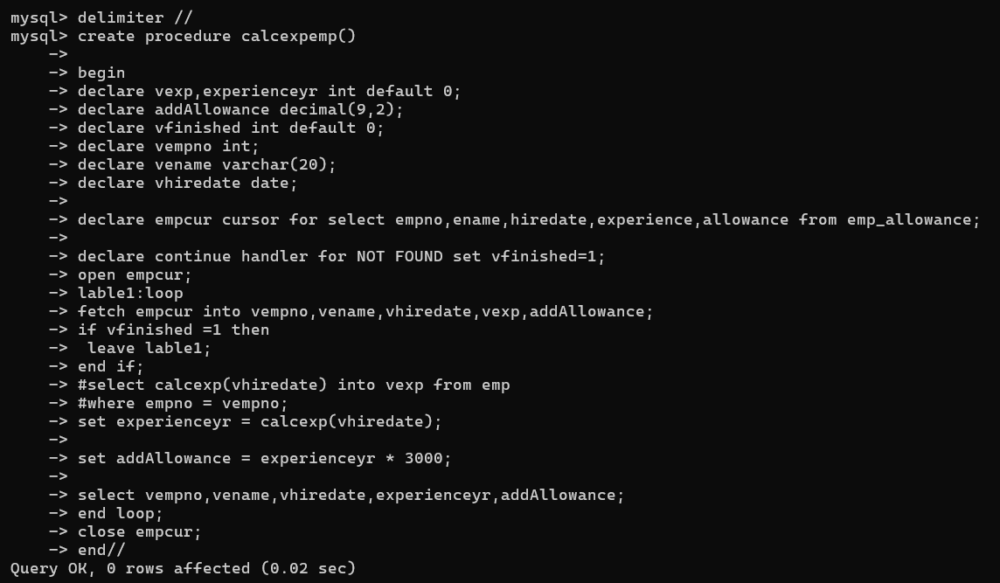 mysql> delimiter //
mysql> create procedure calcexpemp()
    ->
    -> begin
    -> declare vexp,experienceyr int default 0;
    -> declare addAllowance decimal(9,2);
    -> declare vfinished int default 0;
    -> declare vempno int;
    -> declare vename varchar(20);
    -> declare vhiredate date;
    ->
    -> declare empcur cursor for select empno,ename,hiredate,experience,allowance from emp_allowance;
    ->
    -> declare continue handler for NOT FOUND set vfinished=1;
    -> open empcur;
    -> lable1:loop
    -> fetch empcur into vempno,vename,vhiredate,vexp,addAllowance;
    -> if vfinished =1 then
    ->  leave lable1;
    -> end if;
    -> #select calcexp(vhiredate) into vexp from emp
    -> #where empno = vempno;
    -> set experienceyr = calcexp(vhiredate);
    ->
    -> set addAllowance = experienceyr * 3000;
    ->
    -> select vempno,vename,vhiredate,experienceyr,addAllowance;
    -> end loop;
    -> close empcur;
    -> end//
Query OK, 0 rows affected (0.02 sec)